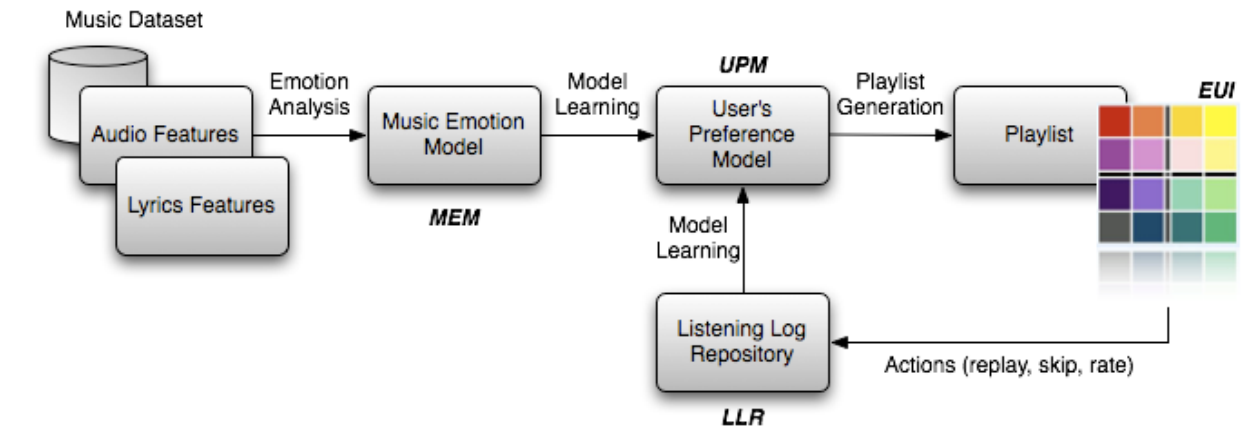 Music Dataset
Audio Features
Lyrics Features
Emotion
Analysis
Music Emotion
Model
MEM
Model
Learning
UPM
User's
Preference
Model
Playlist
Generation
Playlist
EUI
Model
Learning
Listening Log
Repository
LLR
Actions (replay, skip, rate)